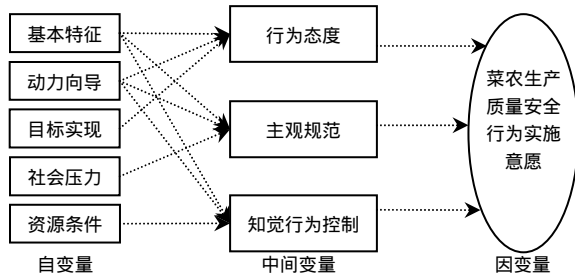 基本特征
动力向导
目标实现
社会压力
资源条件
自变量
行为态度
主观规范
知觉行为控制
中间变量
菜农生产
质量安全
行为实施
意愿
因变量